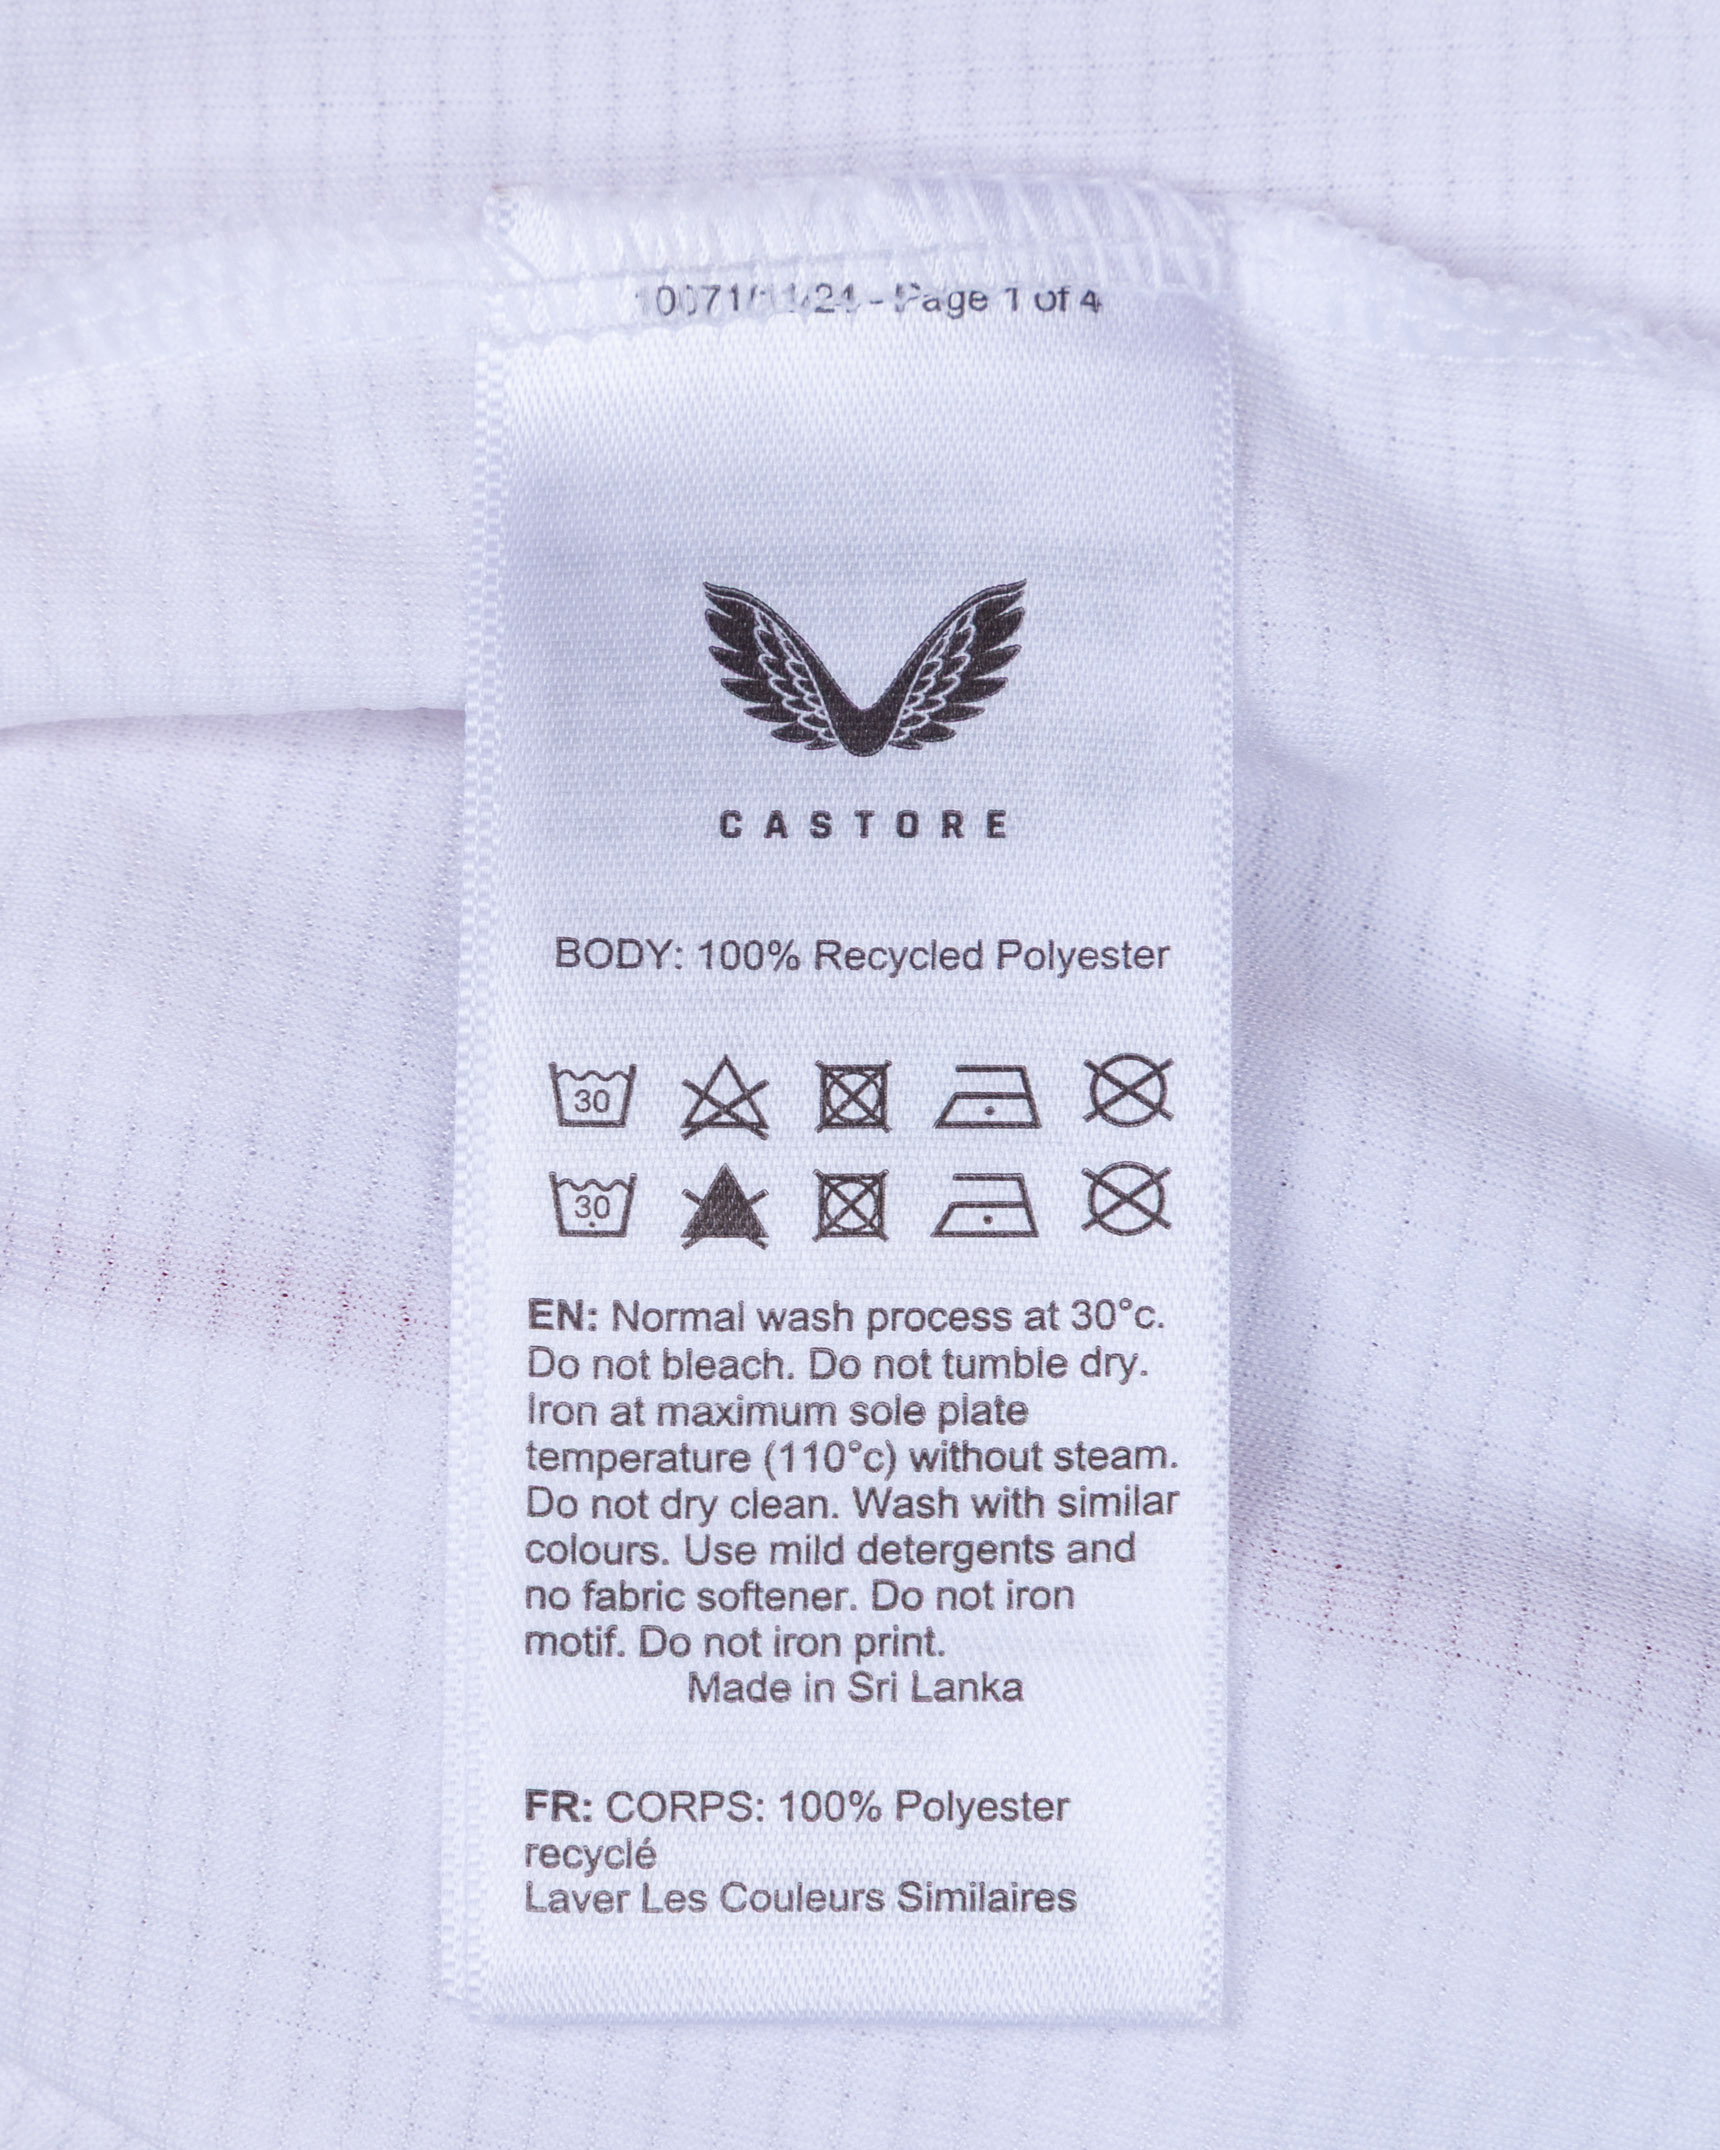 - Page 1 of 4
CASTORE
BODY: 100% Recycled Polyester
30
30
EN: Normal wash process at 30°c.
Do not bleach. Do not tumble dry.
Iron at maximum sole plate
temperature (110°c) without steam.
Do not dry clean. Wash with similar
colours. Use mild detergents and
no fabric softener. Do not iron
motif. Do not iron print.
Made in Sri Lanka
FR: CORPS: 100% Polyester
recyclé
Laver Les Couleurs Similaires